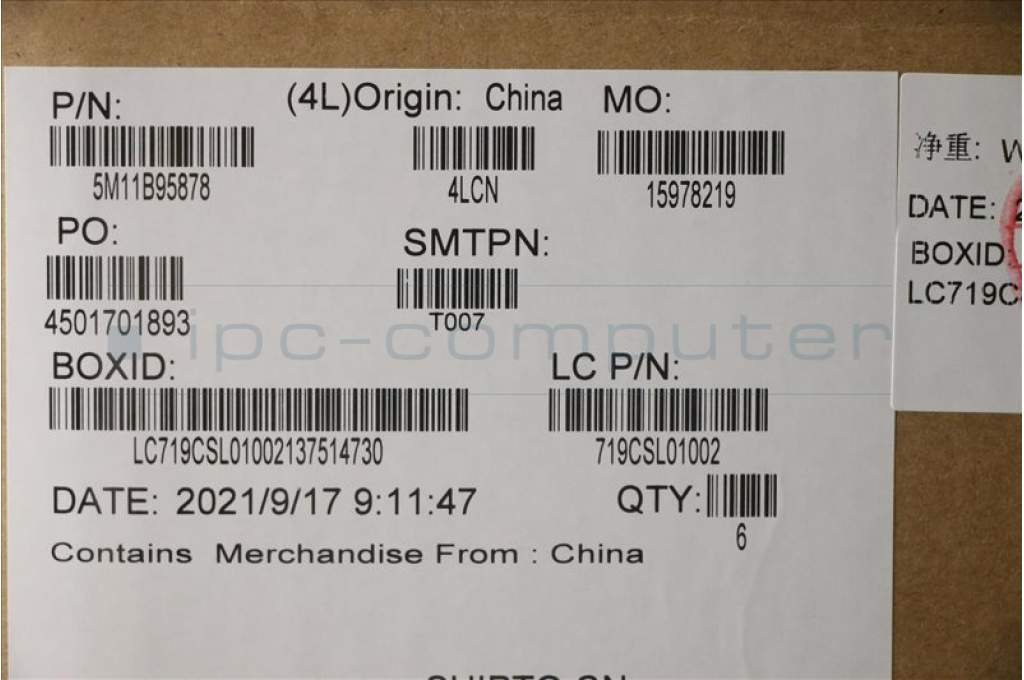 P/N: (4L)Origin: China MO:
5M11B95878 4LCN 15978219
PO: SMTPN:
4501701893 T007
ipc-computer
BOXID: LC P/N:
LC719CSL01002137514730 719CSL01002
DATE: 2021/9/17 9:11:47 QTY:
6
Contains Merchandise From : China
净重:
DATE:
BOXID
LC719C